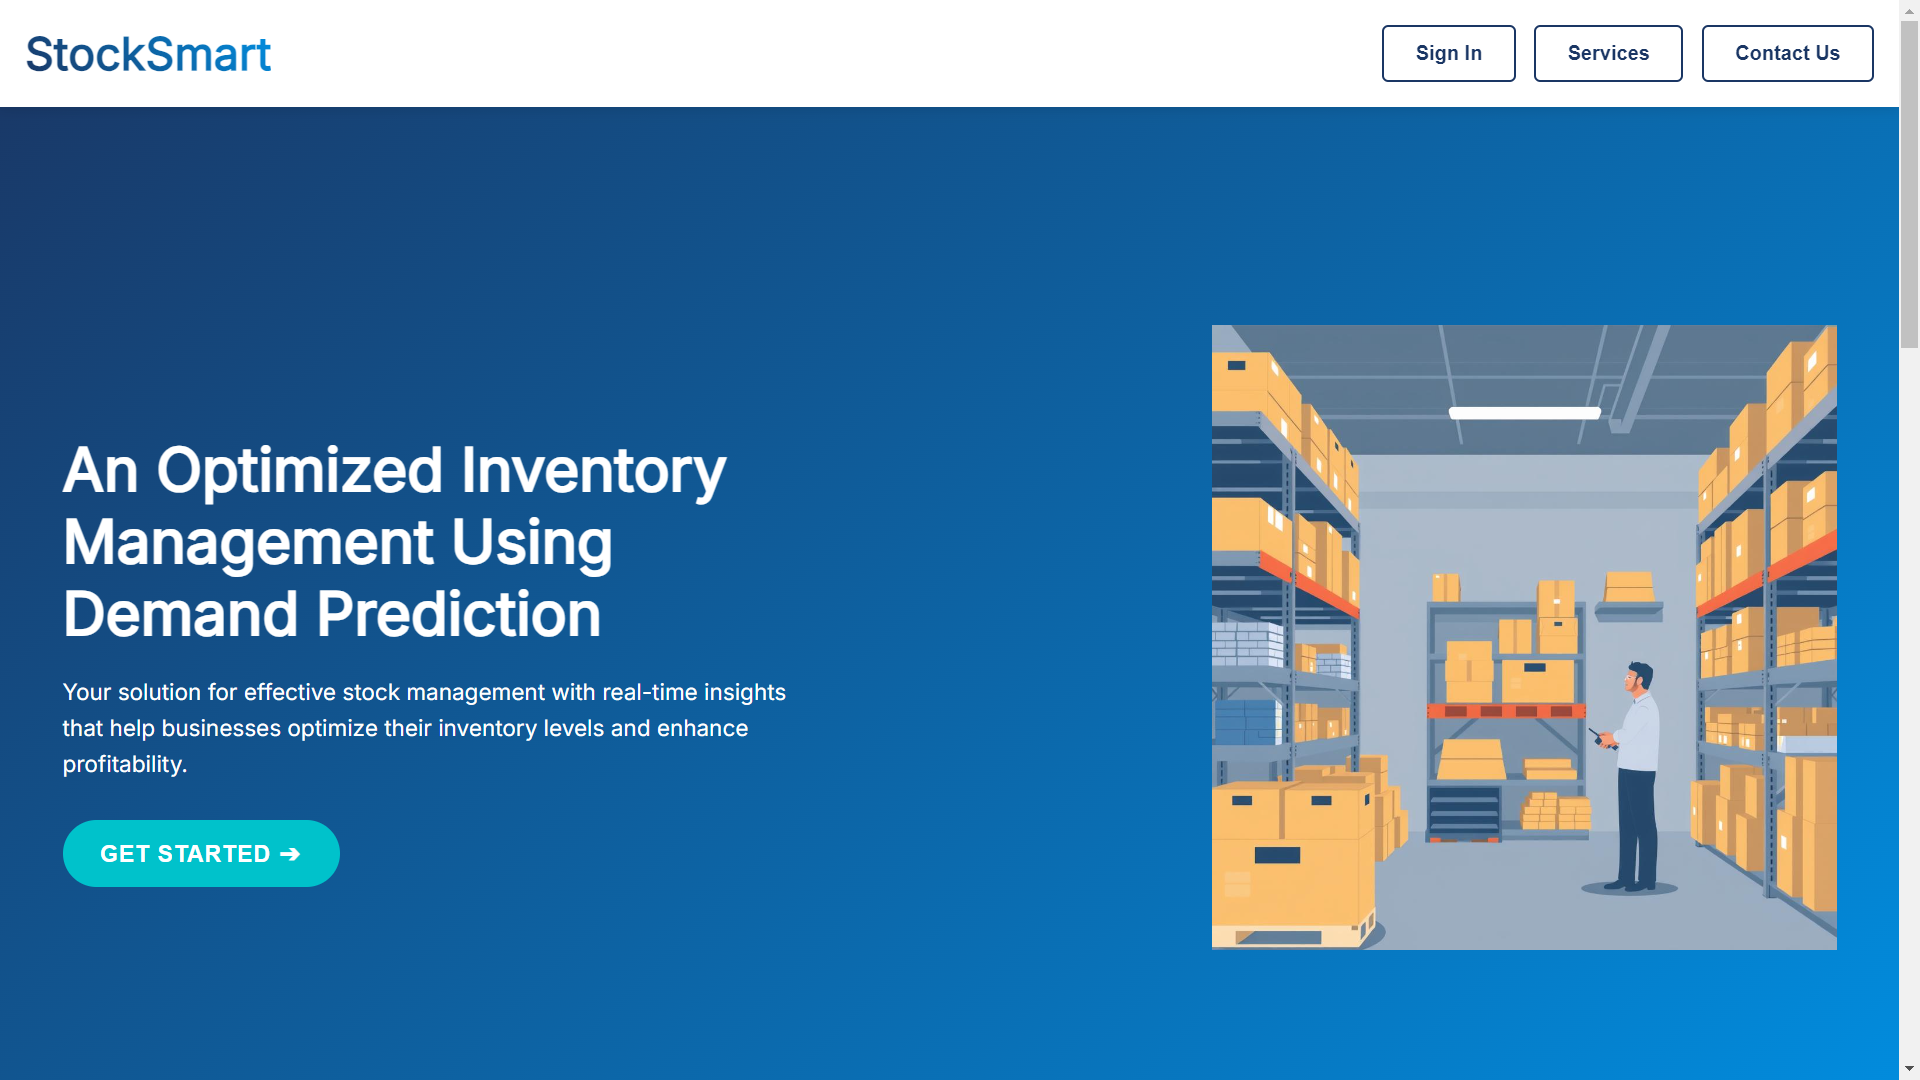 StockSmart
Sign In
Services
Contact Us
An Optimized Inventory
Management Using
Demand Prediction
Your solution for effective stock management with real-time insights
that help businesses optimize their inventory levels and enhance
profitability.
GET STARTED ➔